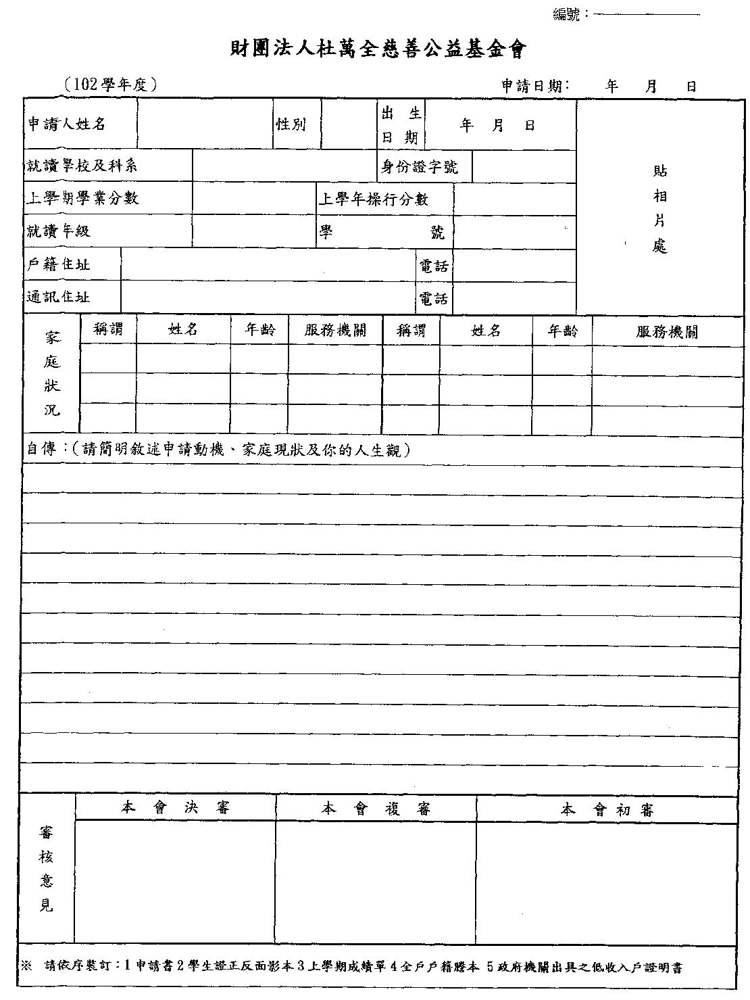 編號：
財團法人杜萬全慈善公益基金會
（102學年度）　申請日期：　年　月　日
申請人姓名　性別　出生日期　年　月　日
就讀學校及科系　身份證字號
貼相片處
上學期學業分數　上學年操行分數
就讀年級　學號
戶籍住址　電話
通訊住址　電話
家庭狀況
稱謂　姓名　年齡　服務機關　稱謂　姓名　年齡　服務機關
自傳：（請簡明敘述申請動機、家庭現狀及你的人生觀）
審核意見
本會決審　本會複審　本會初審
※　請依序裝訂：1申請書2學生證正反面影本3上學期成績單4全戶戶籍謄本 5政府機關出具之低收入戶證明書